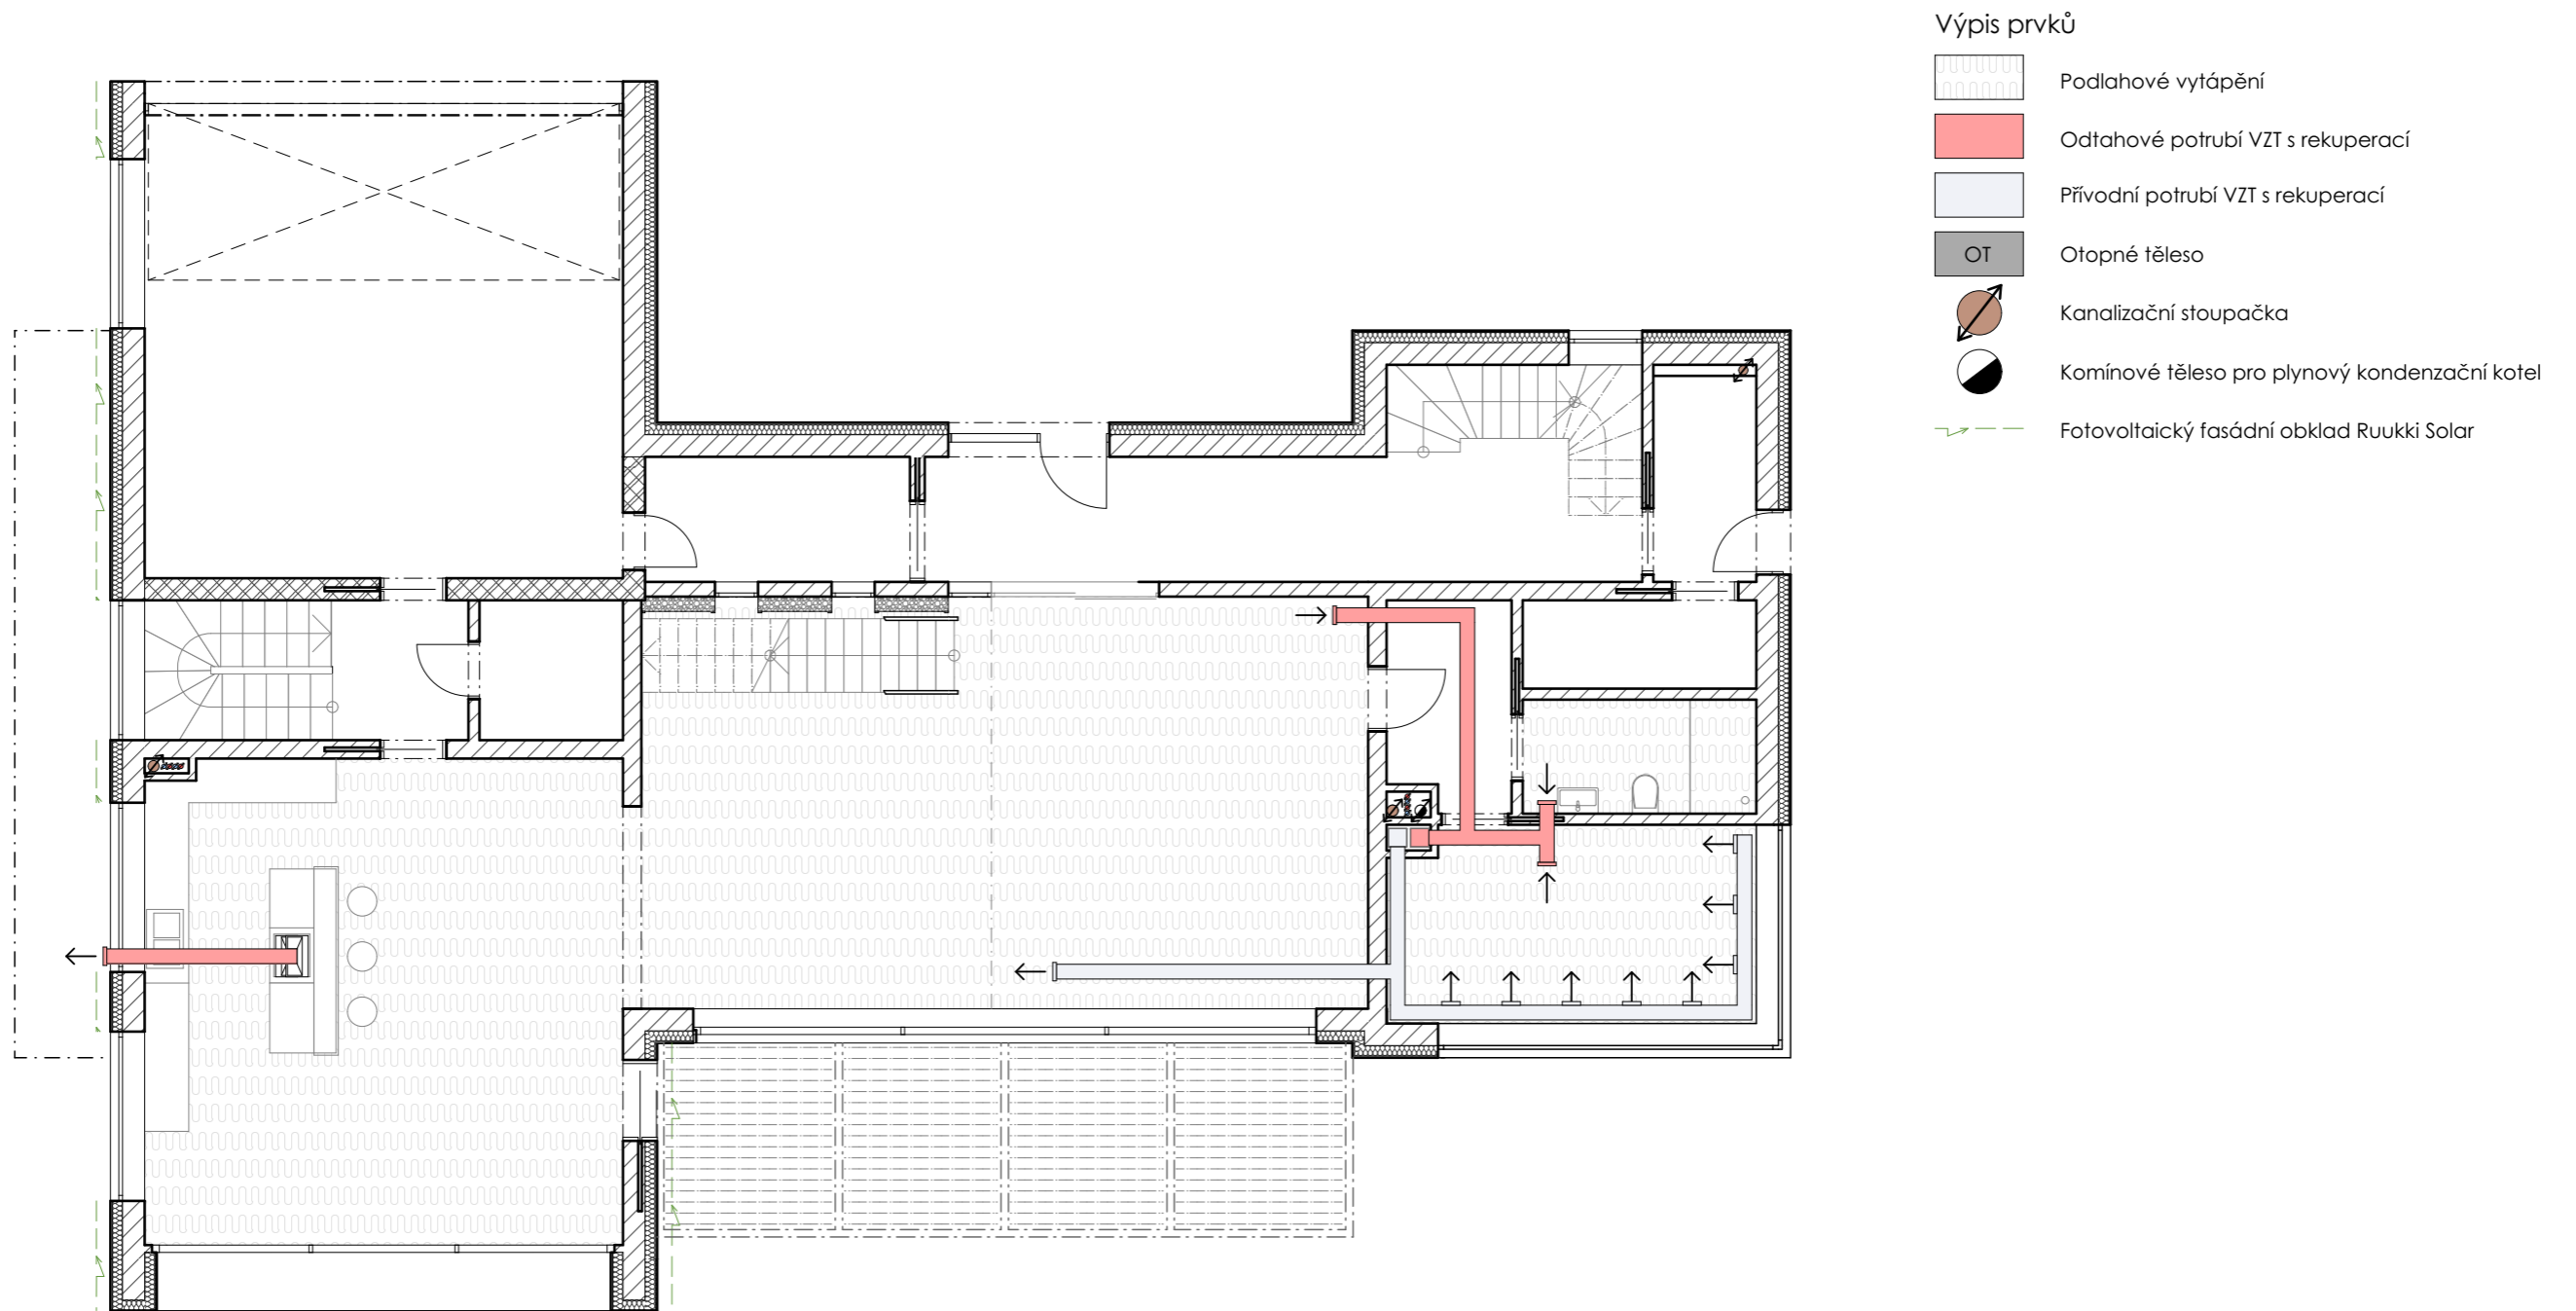 Výpis prvků
Podlahové vytápění
Odtahové potrubí VZT s rekuperací
Přívodní potrubí VZT s rekuperací
OT
Otopné těleso
Kanalizační stoupačka
Komínové těleso pro plynový kondenzační kotel
Fotovoltaický fasádní obklad Ruukki Solar